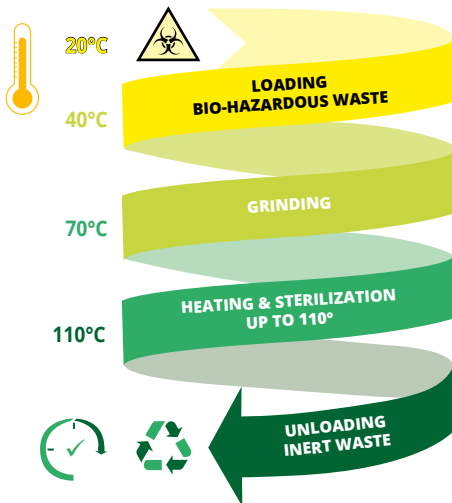 20°C
LOADING
BIO-HAZARDOUS WASTE
40°C
GRINDING
70°C
HEATING & STERILIZATION
UP TO 110°
110°C
UNLOADING
INERT WASTE